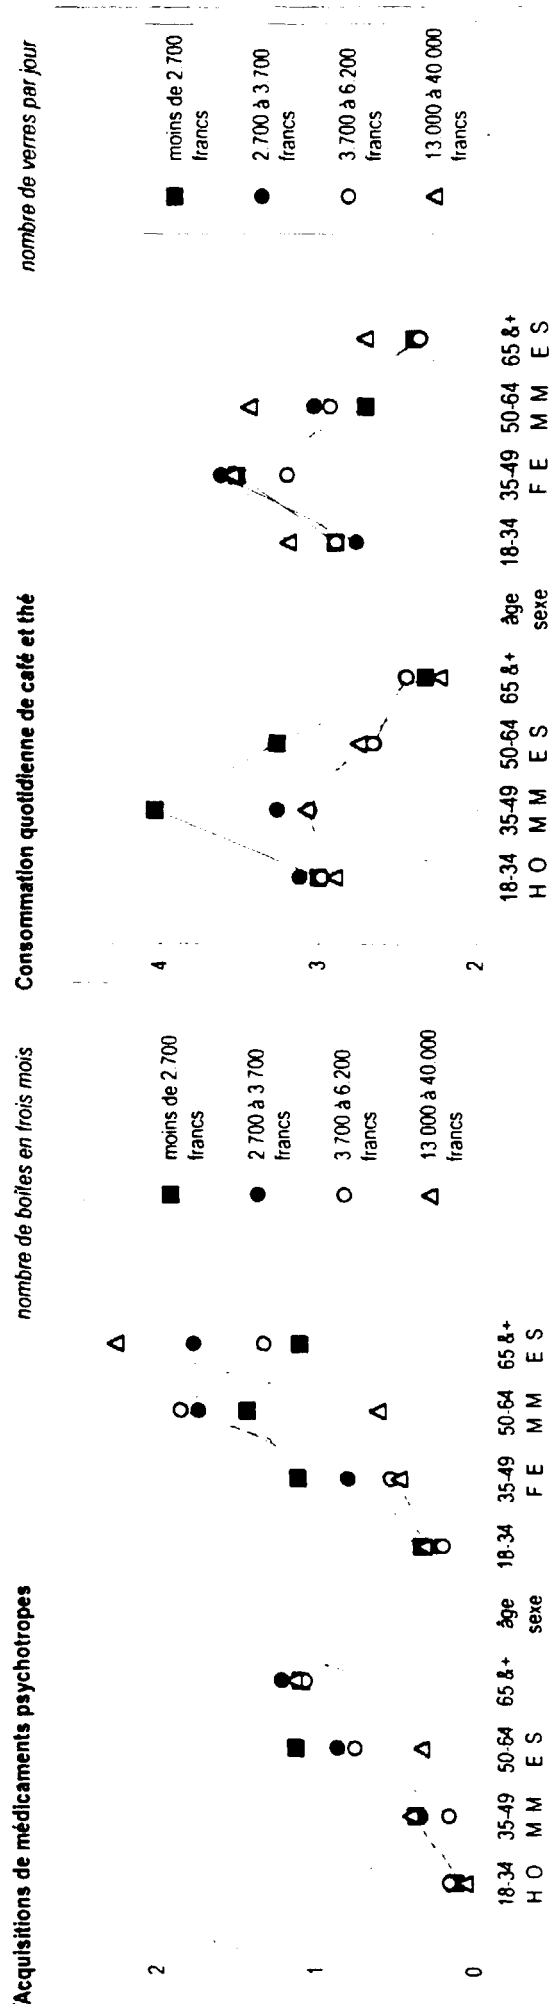 Acquisitions de médicaments psychotropes
nombre de boîtes en trois mois
2
1
0
moins de 2.700
francs
2 700 à 3 700
francs
3 700 à 6.200
francs
13 000 à 40.000
francs
18-34 35-49 50-64 65 &+ âge 18-34 35-49 50-64 65 &+
H O M M E S sexe F E M M E S
Consommation quotidienne de café et thé
nombre de verres par jour
4
3
2
moins de 2.700
francs
2.700 à 3.700
francs
3.700 à 6.200
francs
13.000 à 40 000
francs
18-34 35-49 50-64 65 &+ âge 18-34 35-49 50-64 65 &+
H O M M E S sexe F E M M E S